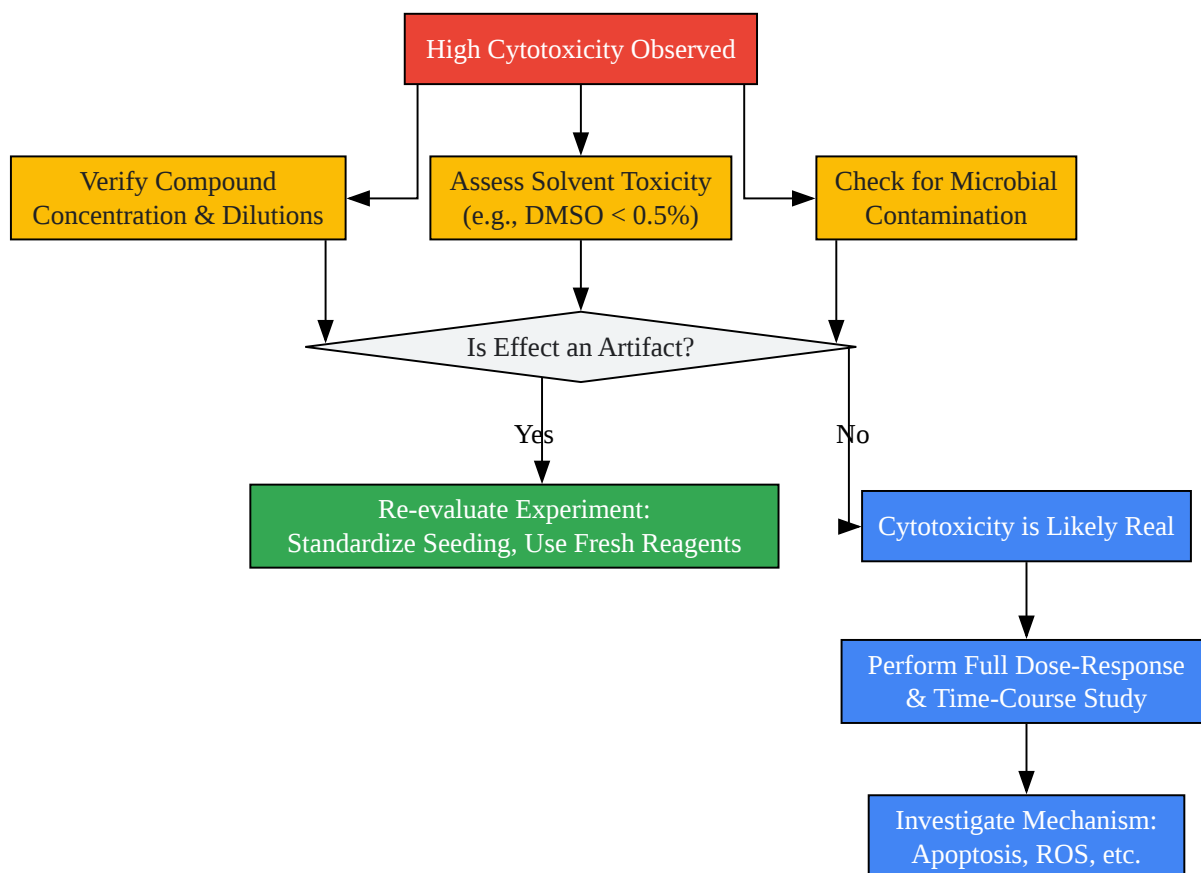 High Cytotoxicity Observed
Verify Compound
Concentration & Dilutions
Assess Solvent Toxicity
(e.g., DMSO < 0.5%)
Check for Microbial
Contamination
Is Effect an Artifact?
Yes
No
Re-evaluate Experiment:
Standardize Seeding, Use Fresh Reagents
Cytotoxicity is Likely Real
Perform Full Dose-Response
& Time-Course Study
Investigate Mechanism:
Apoptosis, ROS, etc.